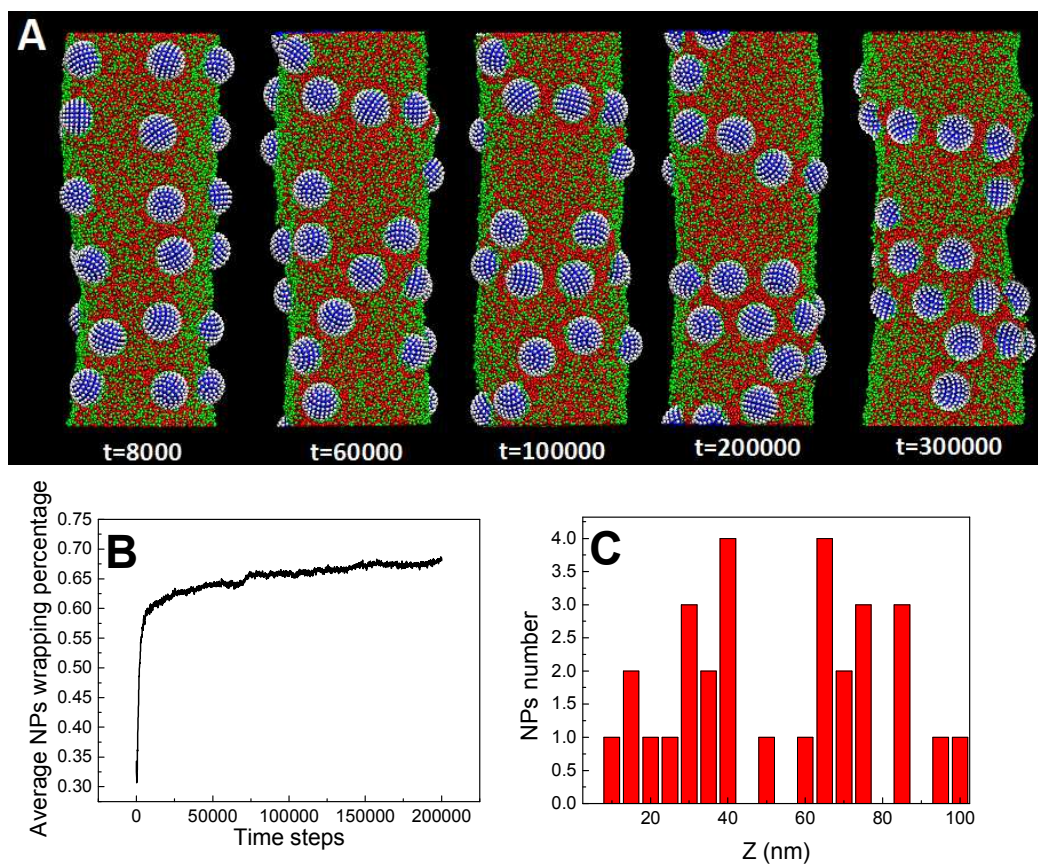 A
t=8000
t=60000
t=100000
t=200000
t=300000
B
Average NPs wrapping percentage
0.75
0.70
0.65
0.60
0.55
0.50
0.45
0.40
0.35
0.30
0 50000 100000 150000 200000
Time steps
C
NPs number
4.0
3.5
3.0
2.5
2.0
1.5
1.0
0.5
0.0
20 40 60 80 100
Z (nm)